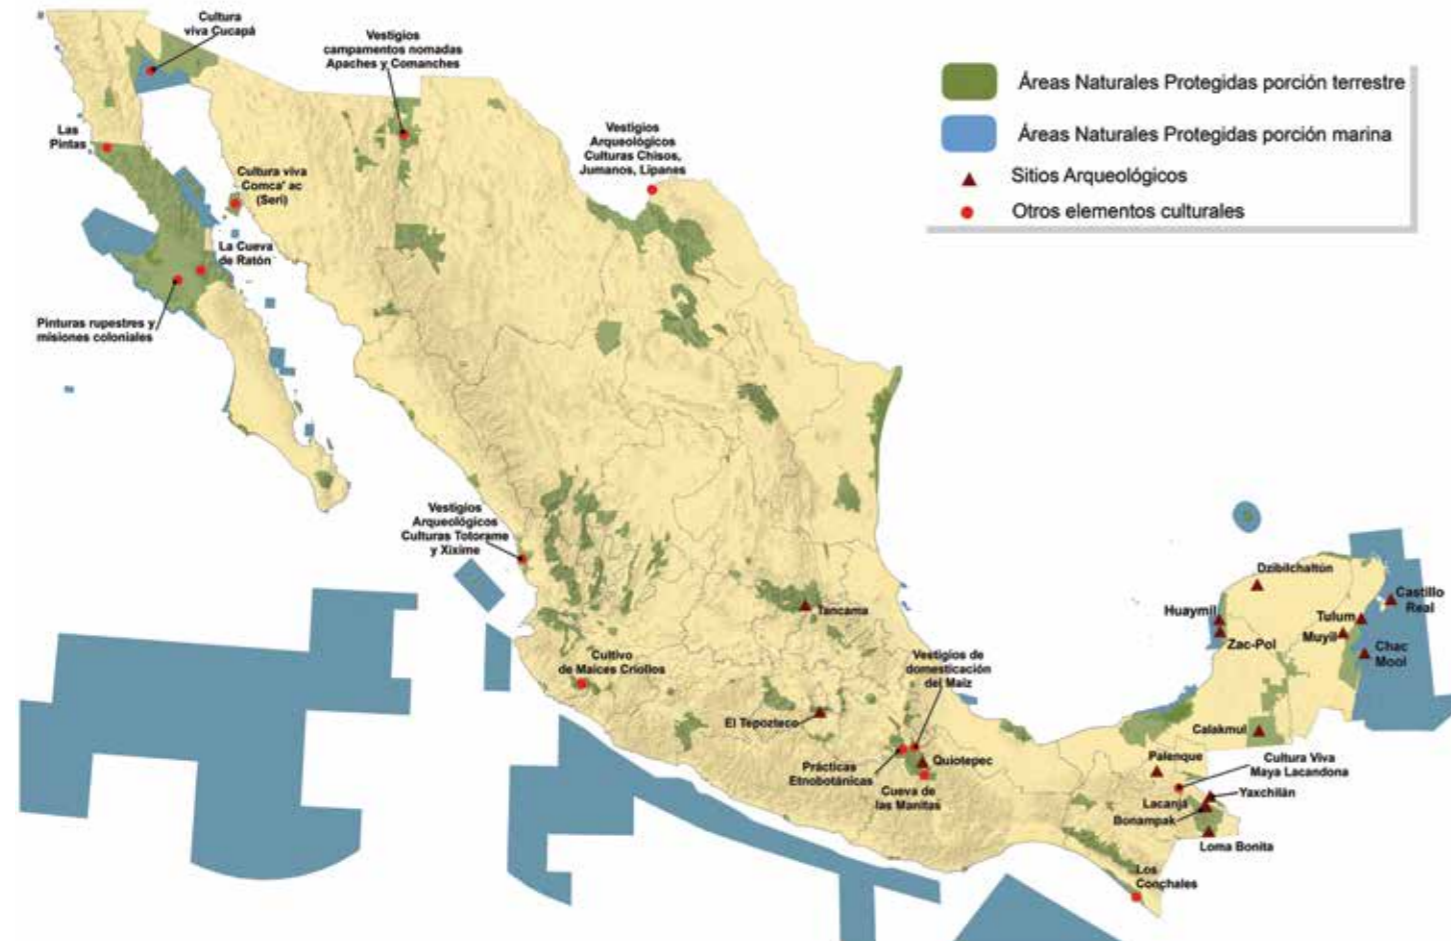 Cultura
viva Cucapá
Vestigios
campamentos nomadas
Apaches y Comanches
Áreas Naturales Protegidas porción terrestre
Áreas Naturales Protegidas porción marina
Sitios Arqueológicos
Otros elementos culturales
Las
Pintas
Vestigios
Arqueológicos
Culturas Chisos,
Jumanos, Lipanes
Cultura viva
Comca' ac
(Seri)
La Cueva
de Ratón
Pinturas rupestres y
misiones coloniales
Vestigios
Arqueológicos
Culturas Totorame
y Xixime
Tancama
Cultivo
de Maices Criollos
El Tepozteco
Vestigios de
domesticación
del Maiz
Prácticas
Etnobotánicas
Quiotepec
Cueva de
las Manitas
Dzibilchaltún
Huaymil
Zac-Pol
Tulum
Muyil
Castillo
Real
Chac
Mool
Calakmul
Palenque
Cultura Viva
Maya Lacandona
Yaxchilán
Lacanjá
Bonampak
Loma Bonita
Los
Conchales